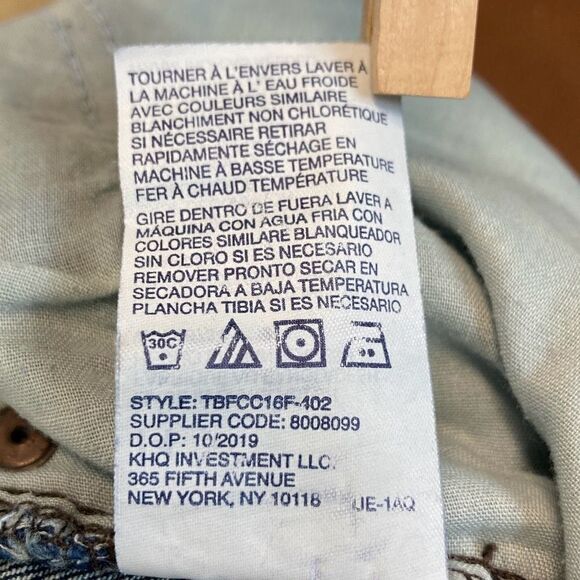 TOURNER À L'ENVERS LAVER À
LA MACHINE À L' EAU FROIDE
AVEC COULEURS SIMILAIRE
BLANCHIMENT NON CHLORÉTIQUE
SI NÉCESSAIRE RETIRAR
RAPIDAMENTE SÉCHAGE EN
MACHINE À BASSE TEMPERATURE
FER À CHAUD TEMPÉRATURE
GIRE DENTRO DE FUERA LAVER A
MÁQUINA CON AGUA FRIA CON
COLORES SIMILARE BLANQUEADOR
SIN CLORO SI ES NECESARIO
REMOVER PRONTO SECAR EN
SECADORA A BAJA TEMPERATURA
PLANCHA TIBIA SI ES NECESARIO
30C
STYLE: TBFCC16F-402
SUPPLIER CODE: 8008099
D.O.P: 10/2019
KHQ INVESTMENT LLC.
365 FIFTH AVENUE
NEW YORK, NY 10118 UE-1AQ